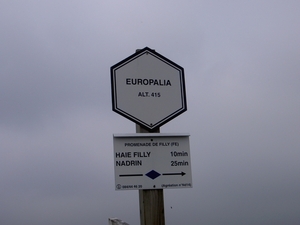 EUROPALIA
ALT. 415
PROMENADE DE FILLY (FE)
HAIE FILLY 10min
NADRIN 25min